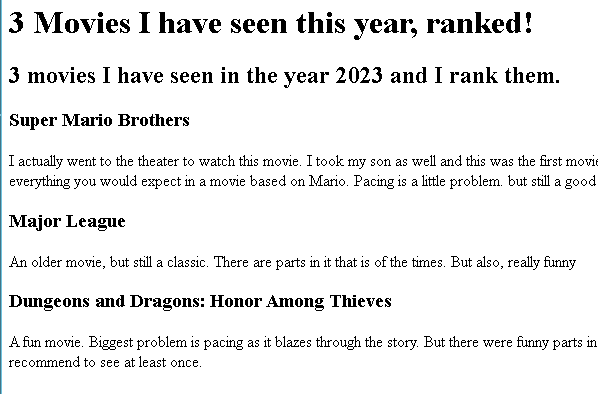 3 Movies I have seen this year, ranked!
3 movies I have seen in the year 2023 and I rank them.
Super Mario Brothers
I actually went to the theater to watch this movie. I took my son as well and this was the first movie
everything you would expect in a movie based on Mario. Pacing is a little problem. but still a good
Major League
An older movie, but still a classic. There are parts in it that is of the times. But also, really funny
Dungeons and Dragons: Honor Among Thieves
A fun movie. Biggest problem is pacing as it blazes through the story. But there were funny parts in
recommend to see at least once.